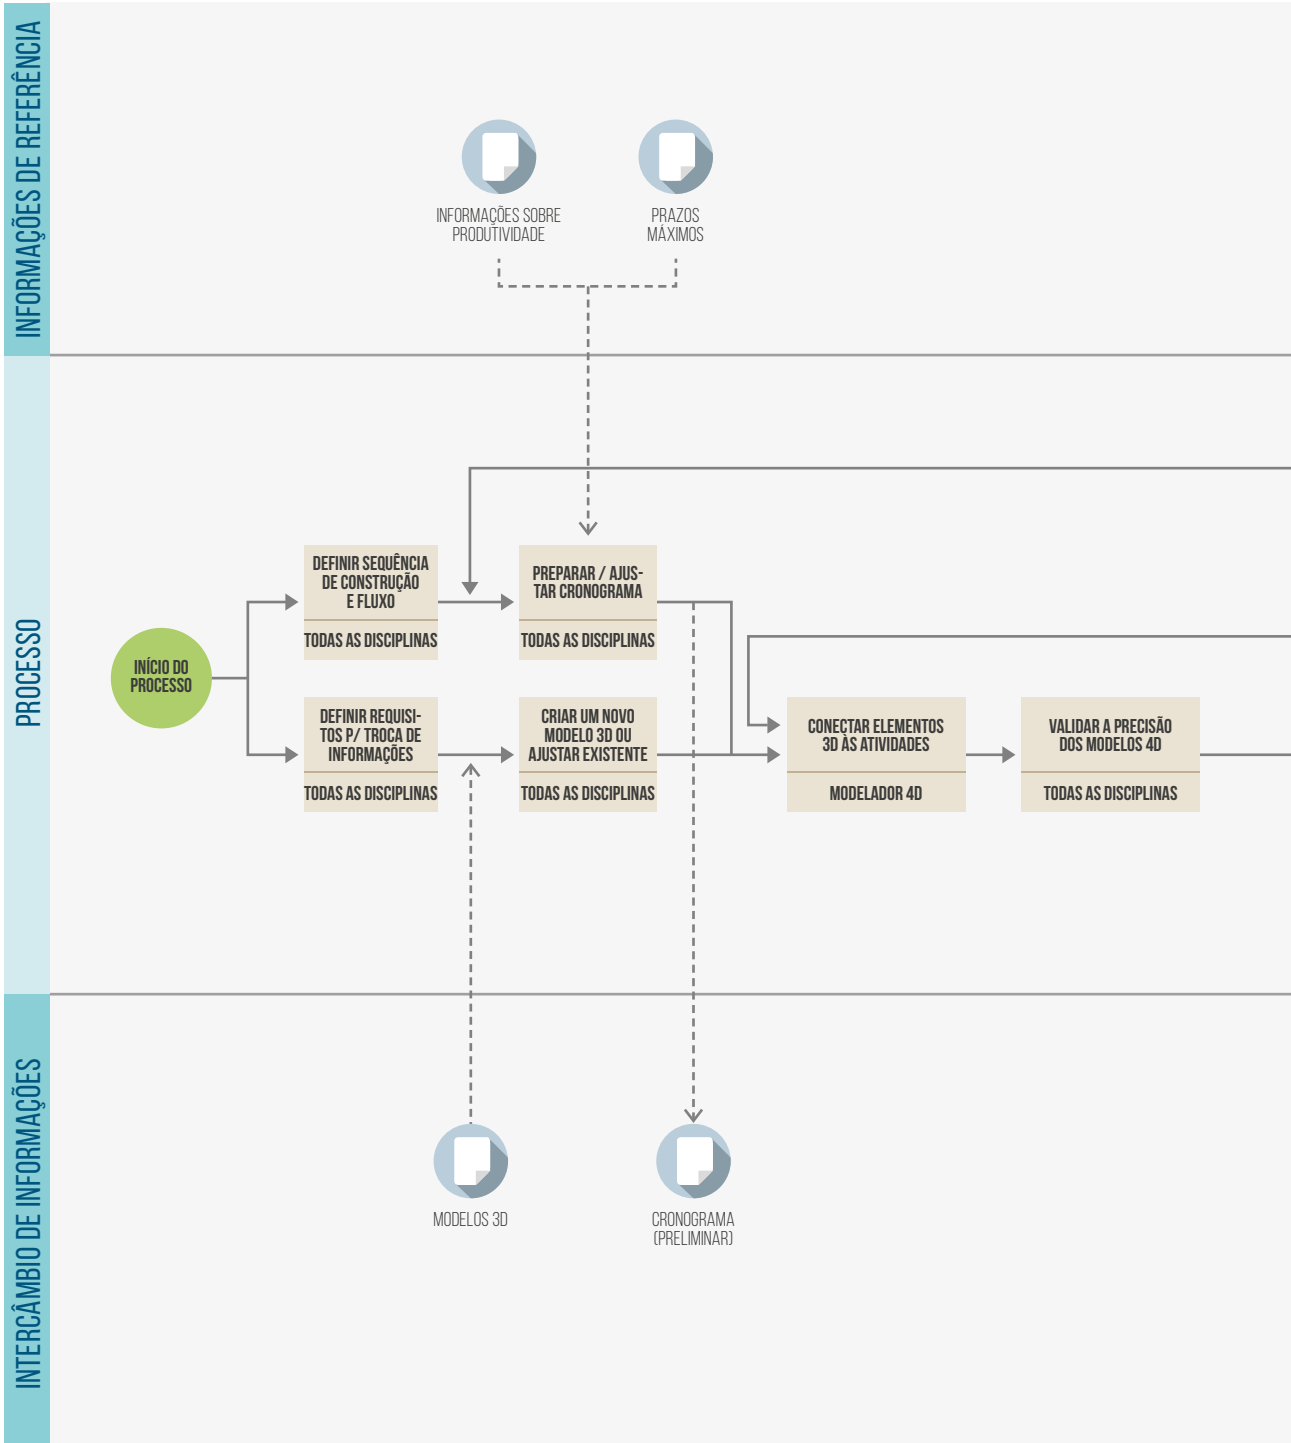 INFORMAÇÕES DE REFERÊNCIA
INFORMAÇÕES SOBRE
PRODUTIVIDADE
PRAZOS
MÁXIMOS
PROCESSO
INÍCIO DO
PROCESSO
DEFINIR SEQUÊNCIA
DE CONSTRUÇÃO
E FLUXO
TODAS AS DISCIPLINAS
PREPARAR / AJUS-
TAR CRONOGRAMA
TODAS AS DISCIPLINAS
DEFINIR REQUISI-
TOS P/ TROCA DE
INFORMAÇÕES
TODAS AS DISCIPLINAS
CRIAR UM NOVO
MODELO 3D OU
AJUSTAR EXISTENTE
TODAS AS DISCIPLINAS
CONECTAR ELEMENTOS
3D ÀS ATIVIDADES
MODELADOR 4D
VALIDAR A PRECISÃO
DOS MODELOS 4D
TODAS AS DISCIPLINAS
INTERCÂMBIO DE INFORMAÇÕES
MODELOS 3D
CRONOGRAMA
(PRELIMINAR)